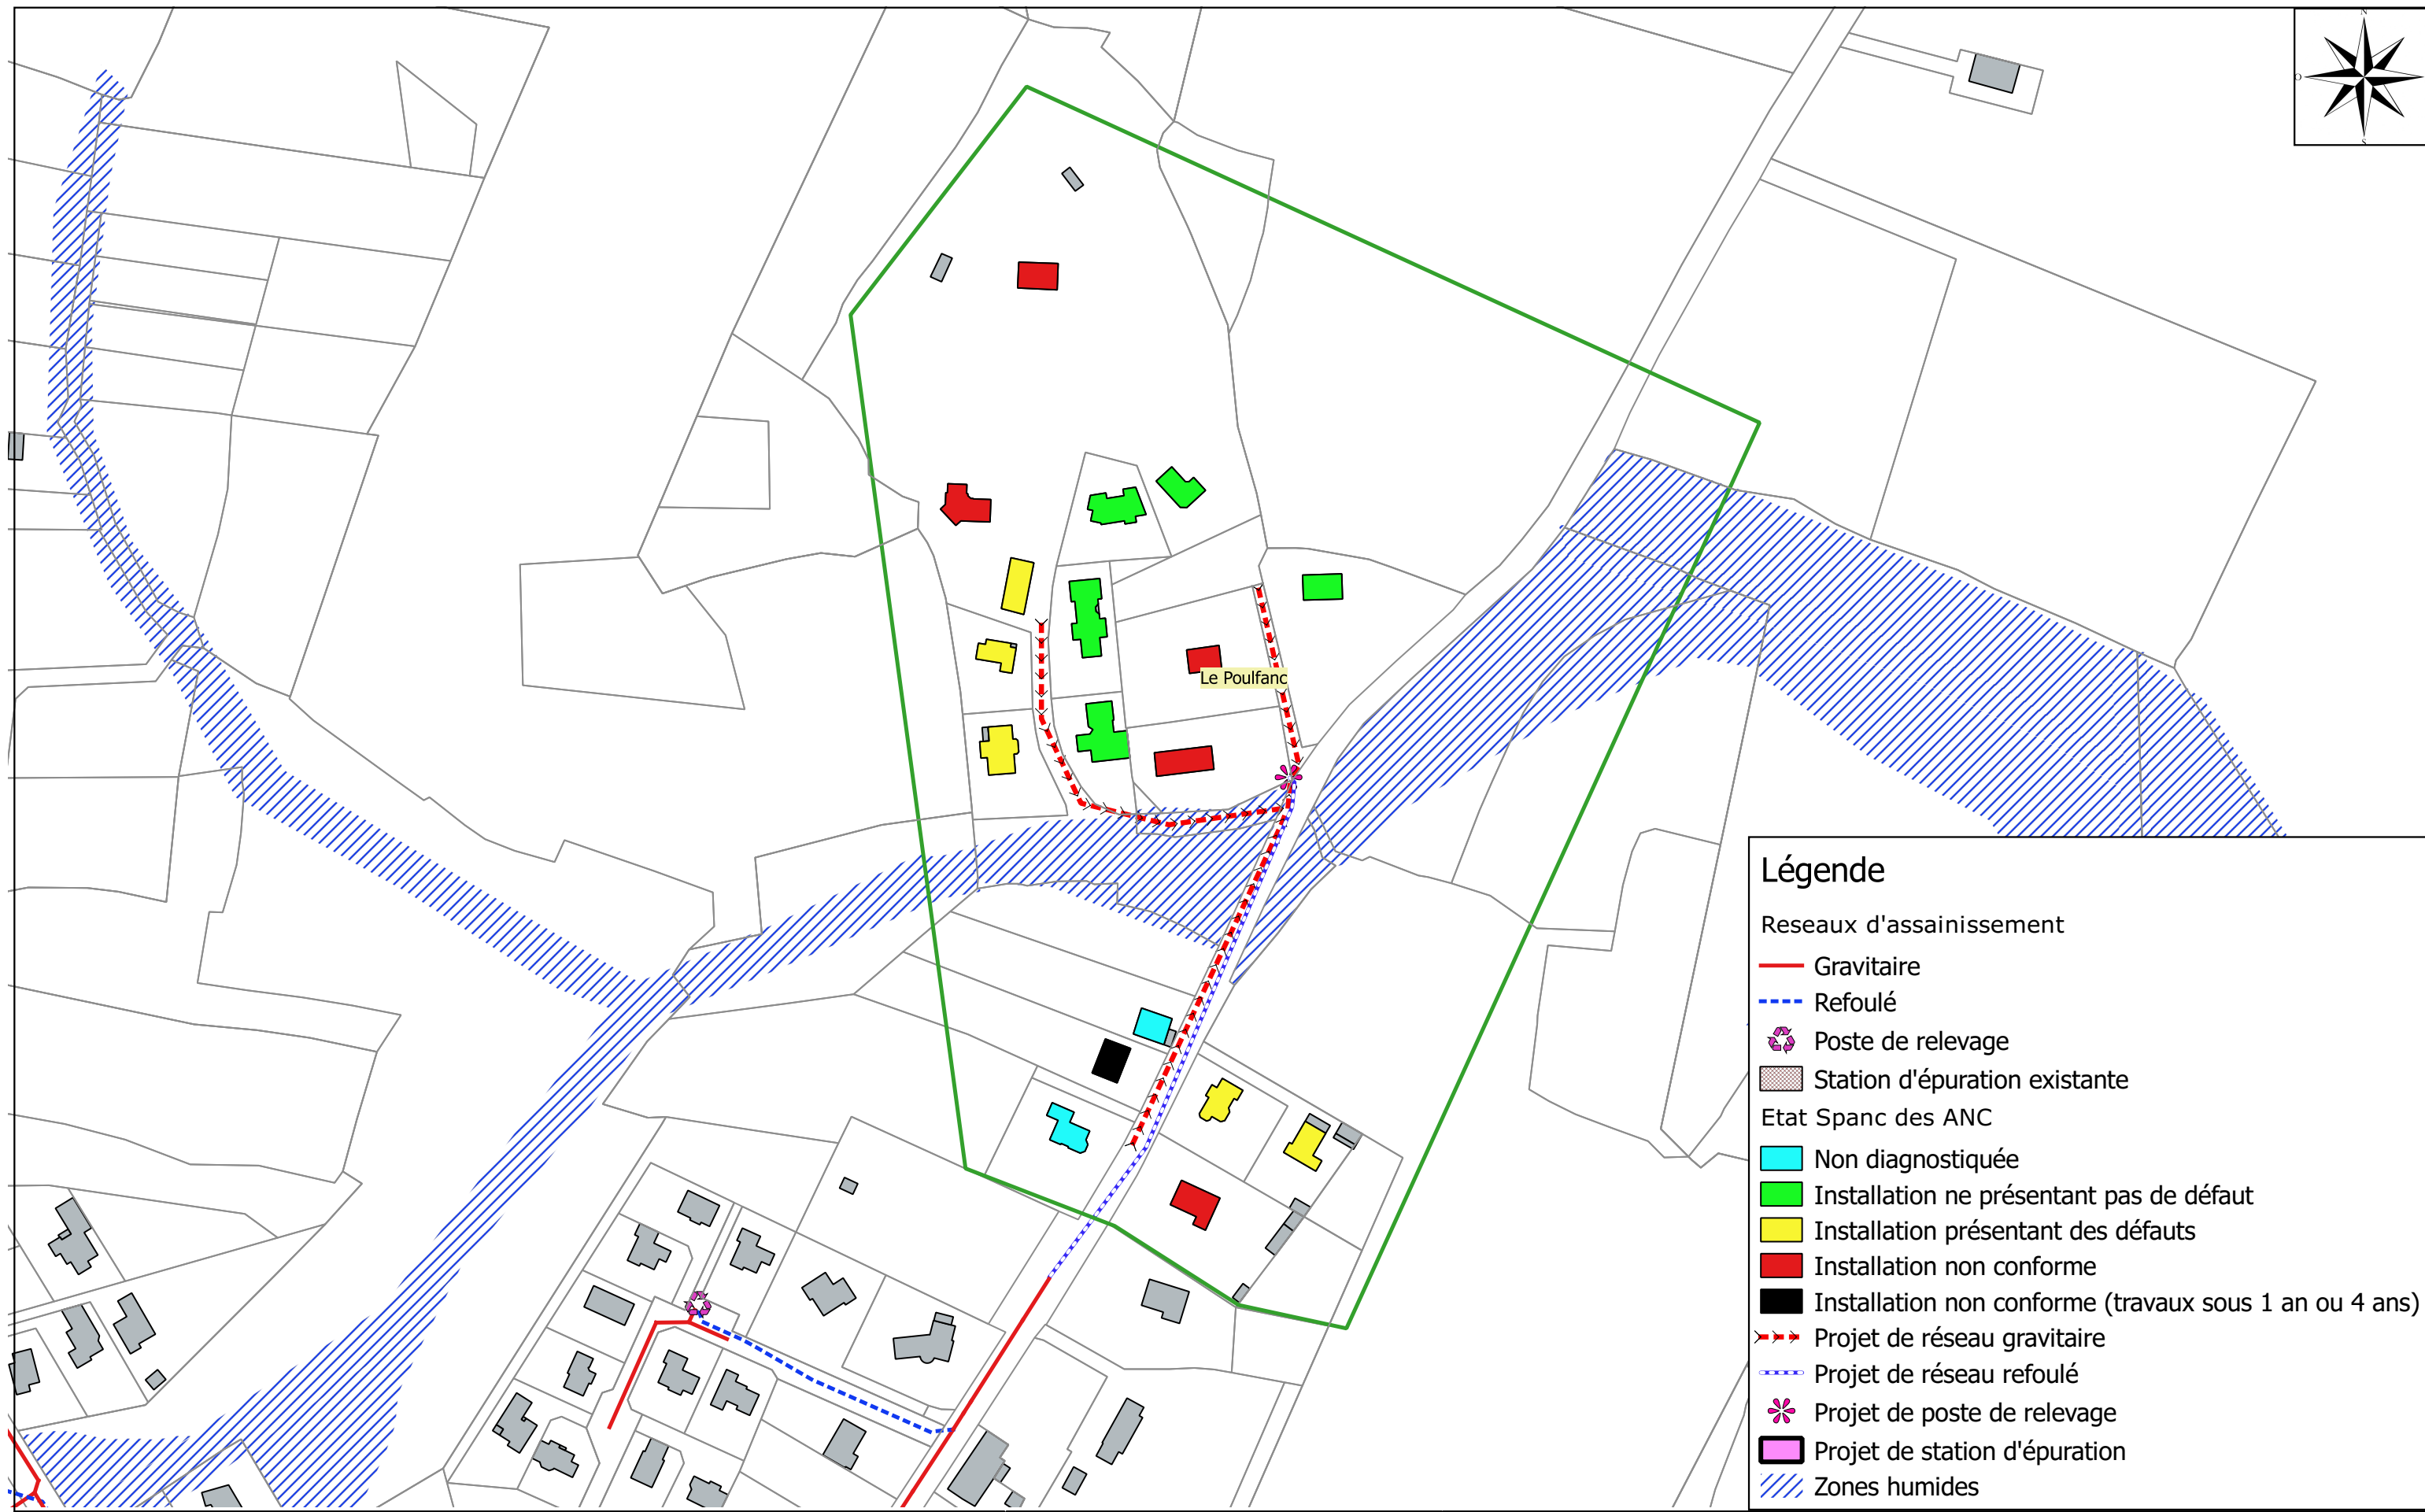 N
O
S
Le Poulfanc
Légende
Reseaux d'assainissement
Gravitaire
Refoulé
Poste de relevage
Station d'épuration existante
Etat Spanc des ANC
Non diagnostiquée
Installation ne présentant pas de défaut
Installation présentant des défauts
Installation non conforme
Installation non conforme (travaux sous 1 an ou 4 ans)
Projet de réseau gravitaire
Projet de réseau refoulé
Projet de poste de relevage
Projet de station d'épuration
Zones humides